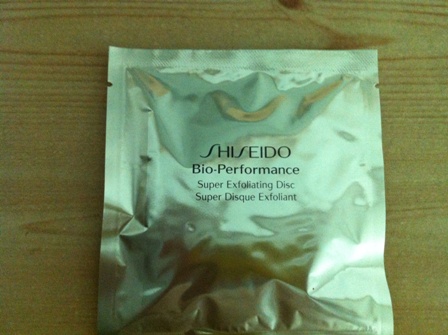 SHISEIDO
Bio-Performance
Super Exfoliating Disc
Super Disque Exfoliant